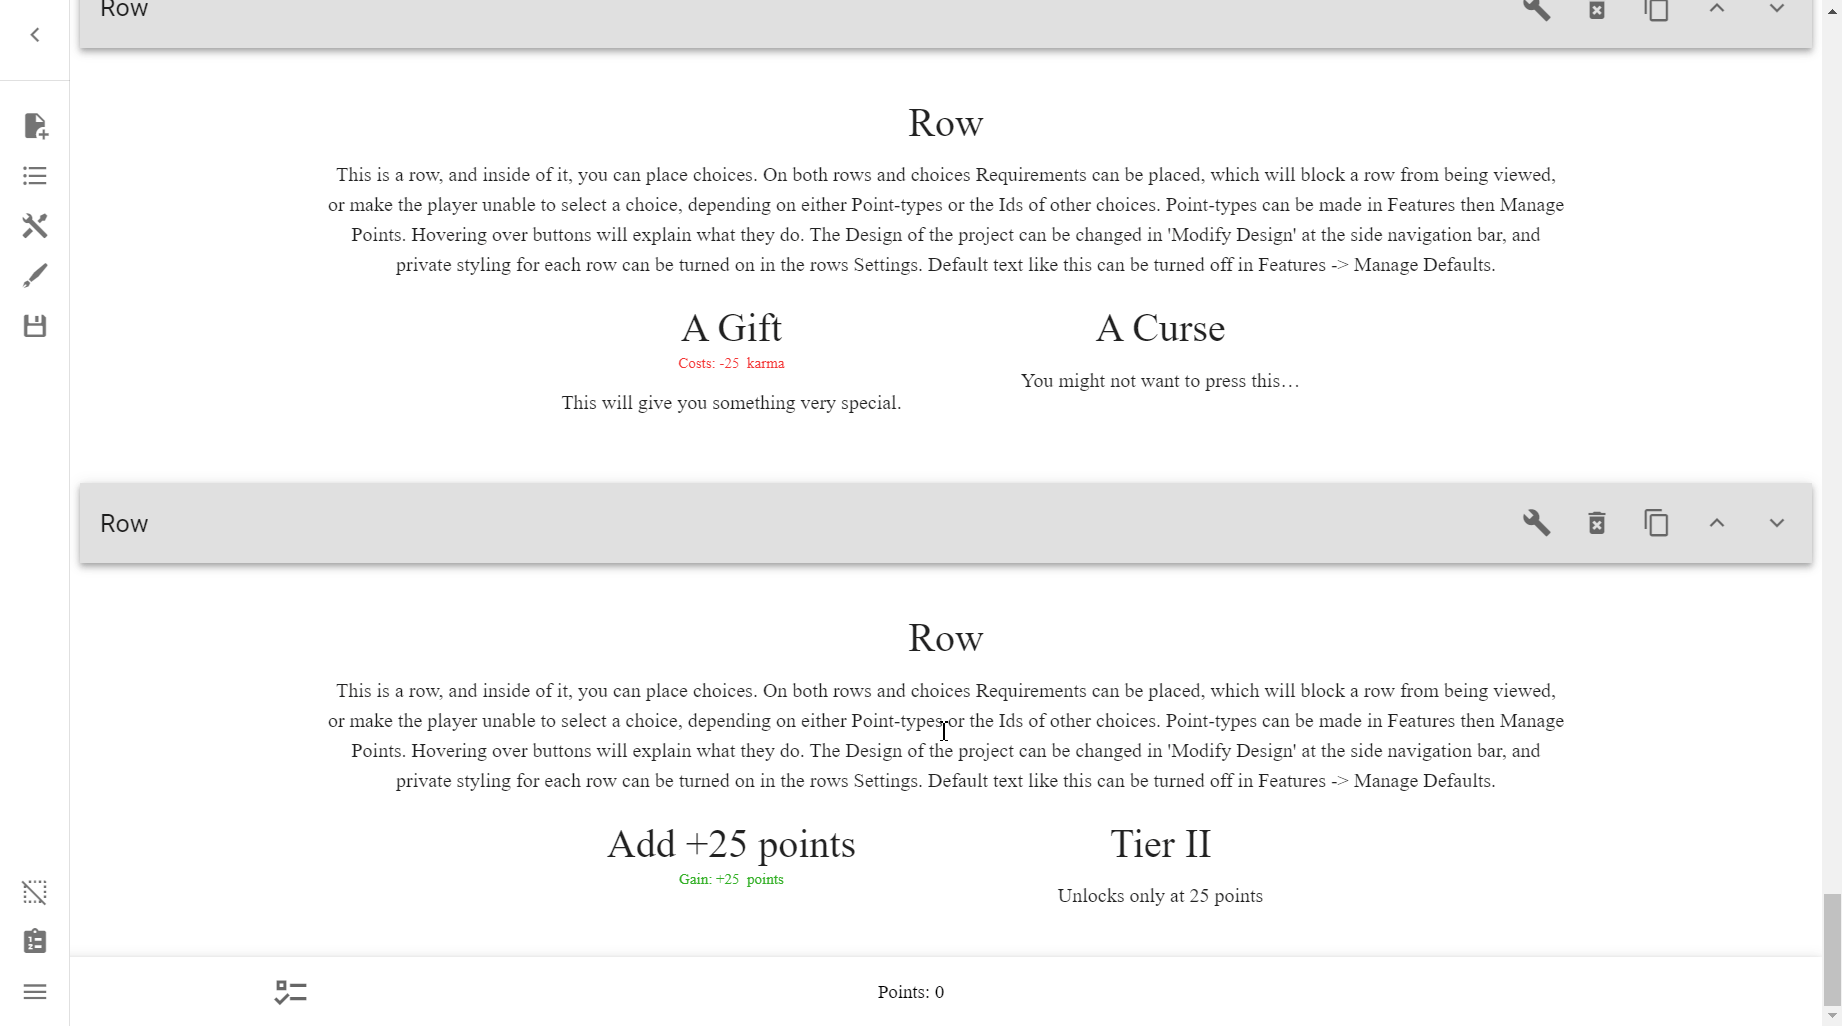 Row
Row
This is a row, and inside of it, you can place choices. On both rows and choices Requirements can be placed, which will block a row from being viewed,
or make the player unable to select a choice, depending on either Point-types or the Ids of other choices. Point-types can be made in Features then Manage
Points. Hovering over buttons will explain what they do. The Design of the project can be changed in 'Modify Design' at the side navigation bar, and
private styling for each row can be turned on in the rows Settings. Default text like this can be turned off in Features -> Manage Defaults.
A Gift
Costs: -25 karma
This will give you something very special.
A Curse
You might not want to press this…
Row
Row
This is a row, and inside of it, you can place choices. On both rows and choices Requirements can be placed, which will block a row from being viewed,
or make the player unable to select a choice, depending on either Point-types or the Ids of other choices. Point-types can be made in Features then Manage
Points. Hovering over buttons will explain what they do. The Design of the project can be changed in 'Modify Design' at the side navigation bar, and
private styling for each row can be turned on in the rows Settings. Default text like this can be turned off in Features -> Manage Defaults.
Add +25 points
Gain: +25 points
Tier II
Unlocks only at 25 points
Points: 0